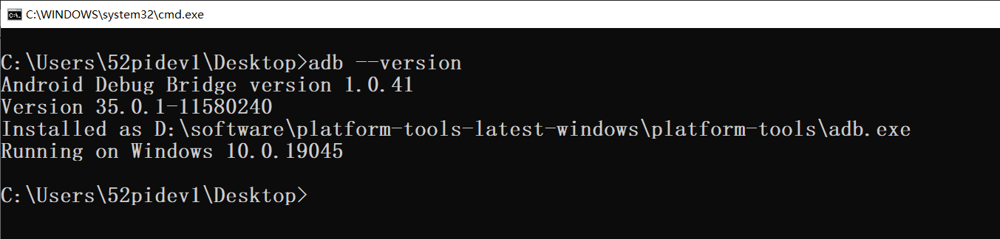 C:\WINDOWS\system32\cmd.exe
C:\Users\52pidev1\Desktop>adb --version
Android Debug Bridge version 1.0.41
Version 35.0.1-11580240
Installed as D:\software\platform-tools-latest-windows\platform-tools\adb.exe
Running on Windows 10.0.19045
C:\Users\52pidev1\Desktop>